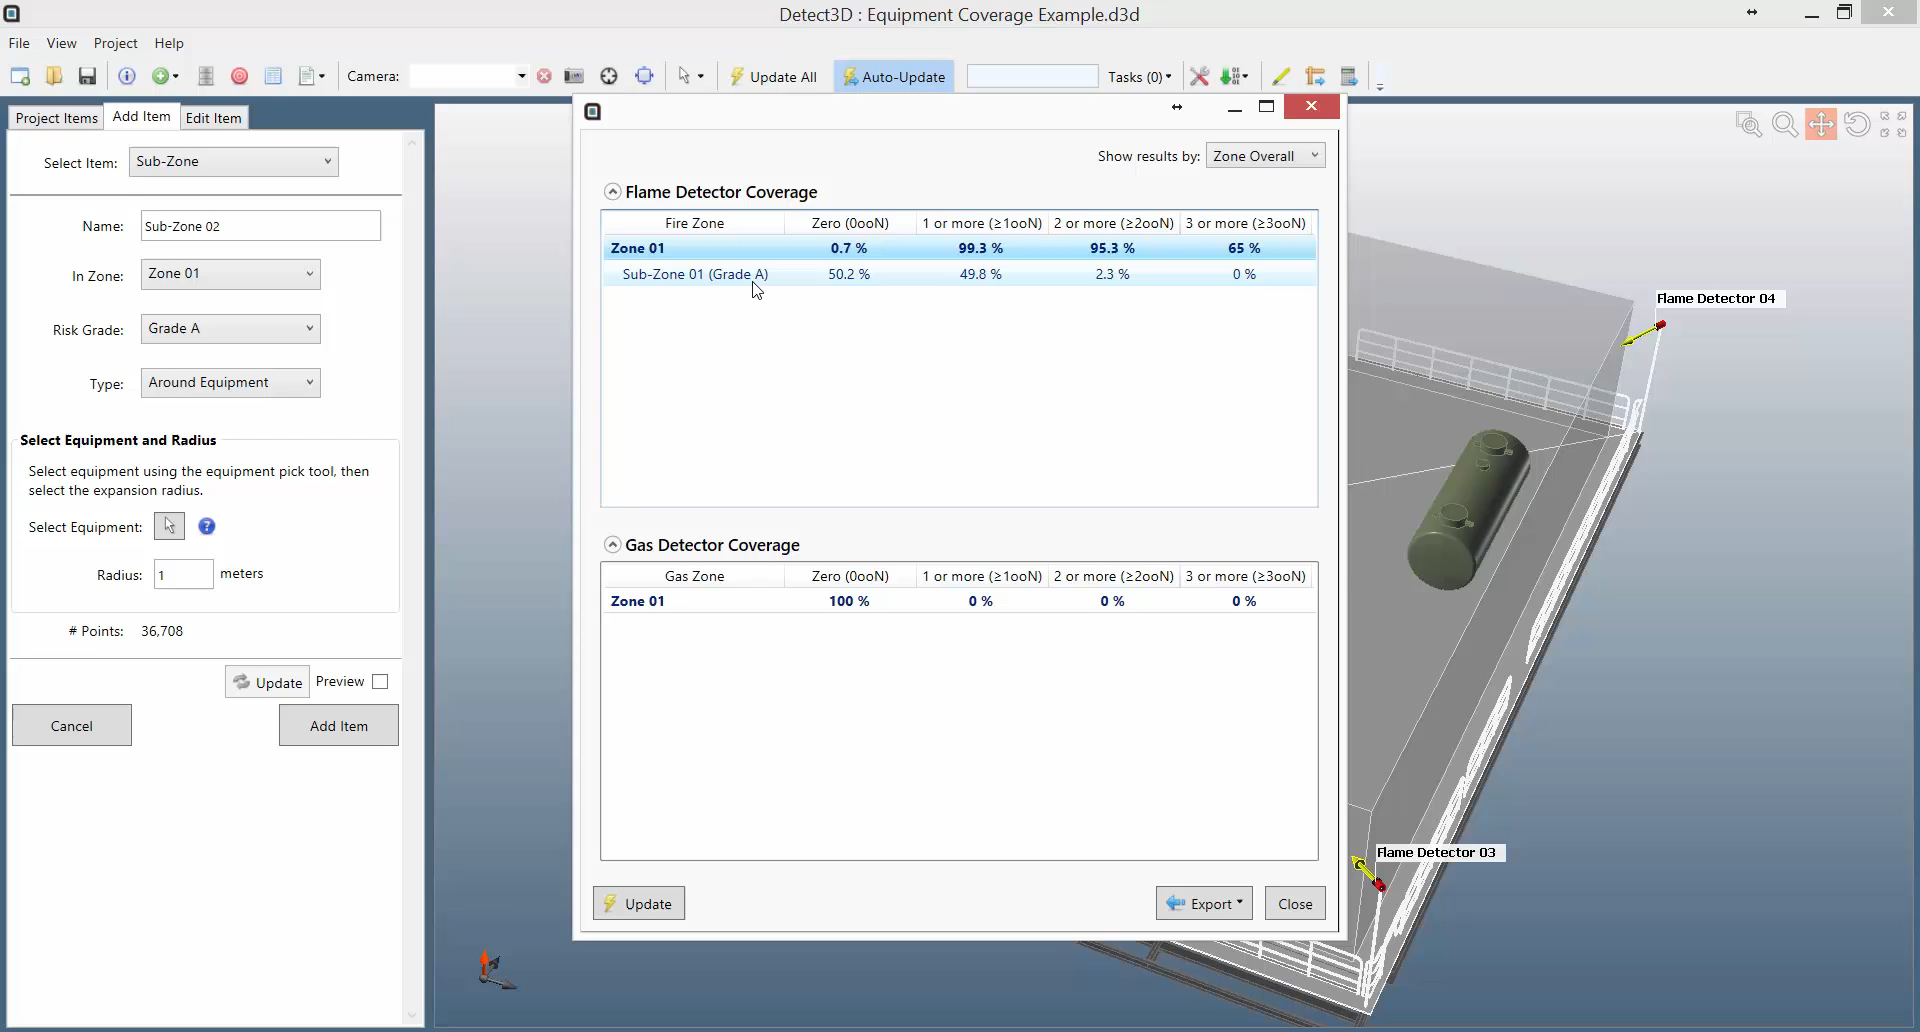 Detect3D : Equipment Coverage Example.d3d
File View Project Help
Camera: Update All Auto-Update Tasks (0)
Project Items Add Item Edit Item
Select Item: Sub-Zone
Name: Sub-Zone 02
In Zone: Zone 01
Risk Grade: Grade A
Type: Around Equipment
Select Equipment and Radius
Select equipment using the equipment pick tool, then
select the expansion radius.
Select Equipment: ?
Radius: 1 meters
# Points: 36,708
Update Preview
Cancel Add Item
Show results by: Zone Overall
Flame Detector Coverage
Fire Zone Zero (0ooN) 1 or more (≥1ooN) 2 or more (≥2ooN) 3 or more (≥3ooN)
Zone 01 0.7 % 99.3 % 95.3 % 65 %
Sub-Zone 01 (Grade A) 50.2 % 49.8 % 2.3 % 0 %
Gas Detector Coverage
Gas Zone Zero (0ooN) 1 or more (≥1ooN) 2 or more (≥2ooN) 3 or more (≥3ooN)
Zone 01 100 % 0 % 0 % 0 %
Update Export Close
Flame Detector 04
Flame Detector 03